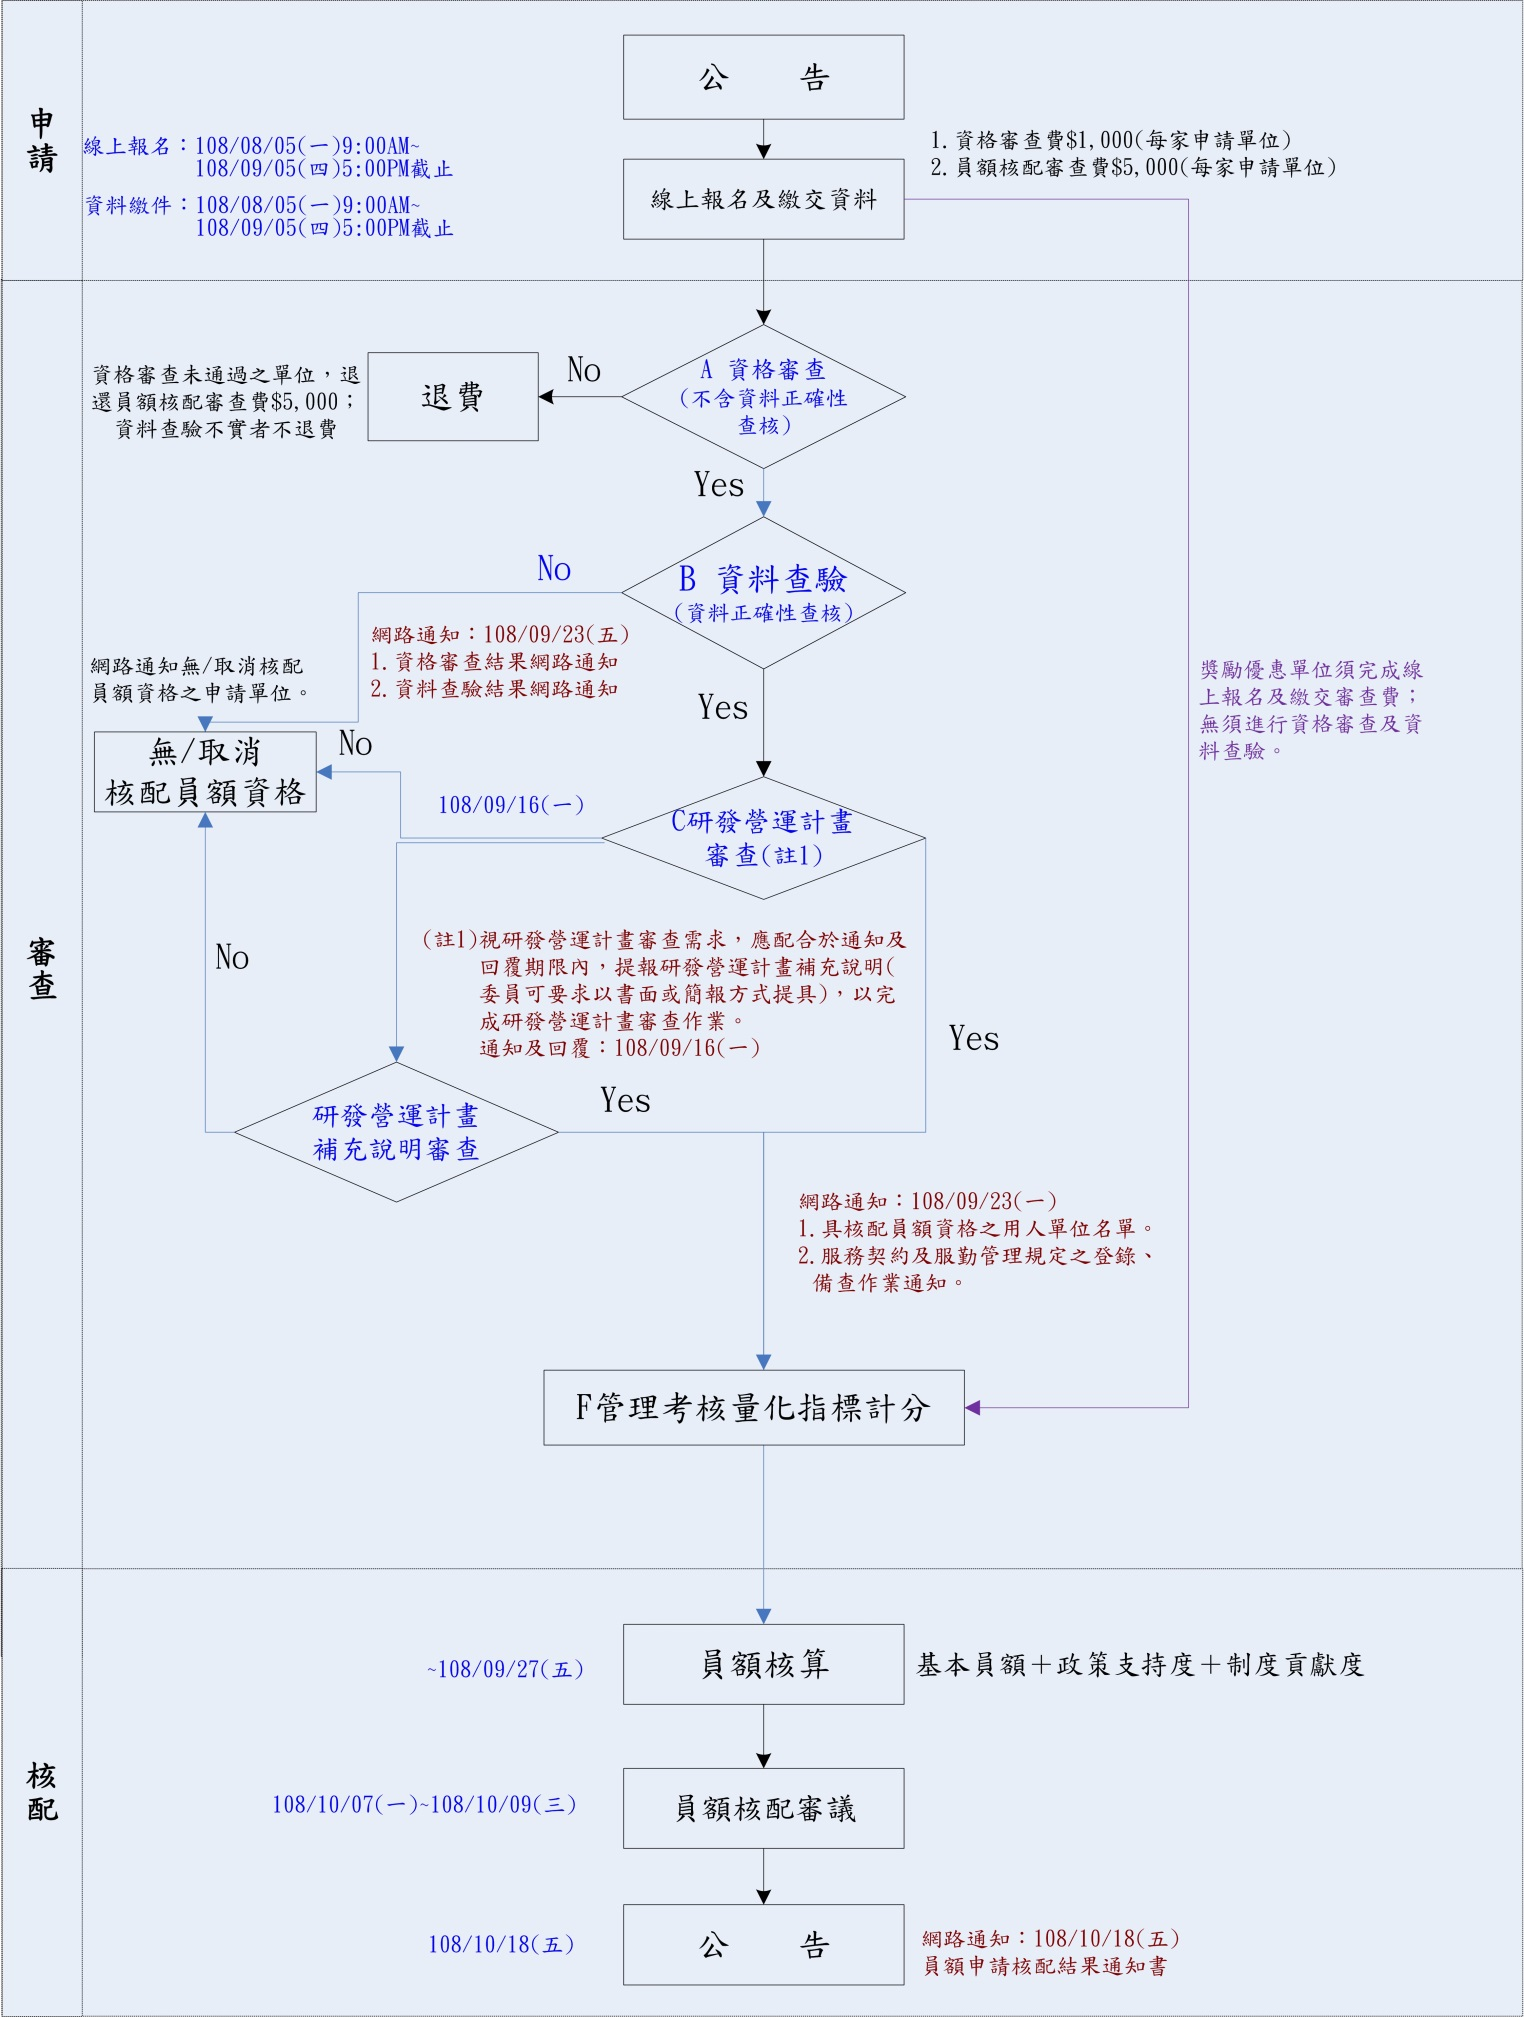 申
請
公 告
線上報名：108/08/05(一)9:00AM~
108/09/05(四)5:00PM截止
資料繳件：108/08/05(一)9:00AM~
108/09/05(四)5:00PM截止
線上報名及繳交資料
1.資格審查費$1,000(每家申請單位)
2.員額核配審查費$5,000(每家申請單位)
審
查
資格審查未通過之單位，退
還員額核配審查費$5,000；
資料查驗不實者不退費
退費
No
A 資格審查
(不含資料正確性
查核)
Yes
No
B 資料查驗
(資料正確性查核)
網路通知：108/09/23(五)
1.資格審查結果網路通知
2.資料查驗結果網路通知
網路通知無/取消核配
員額資格之申請單位。
Yes
獎勵優惠單位須完成線
上報名及繳交審查費；
無須進行資格審查及資
料查驗。
無/取消
核配員額資格
No
108/09/16(一)
C研發營運計畫
審查(註1)
No
(註1)視研發營運計畫審查需求，應配合於通知及
回覆期限內，提報研發營運計畫補充說明(
委員可要求以書面或簡報方式提具)，以完
成研發營運計畫審查作業。
通知及回覆：108/09/16(一)
Yes
研發營運計畫
補充說明審查
Yes
網路通知：108/09/23(一)
1.具核配員額資格之用人單位名單。
2.服務契約及服勤管理規定之登錄、
備查作業通知。
F管理考核量化指標計分
核
配
~108/09/27(五)
員額核算
基本員額＋政策支持度＋制度貢獻度
108/10/07(一)~108/10/09(三)
員額核配審議
108/10/18(五)
公 告
網路通知：108/10/18(五)
員額申請核配結果通知書